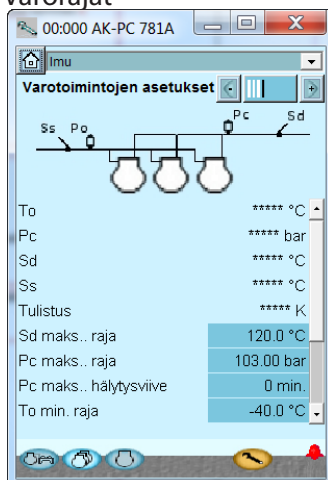 Varorajat
00:000 AK-PC 781A
Imu
Varotoimintojen asetukset
Ss Po Pc Sd
To ***** °C
Pc ***** bar
Sd ***** °C
Ss ***** °C
Tulistus ***** K
Sd maks.. raja 120.0 °C
Pc maks.. raja 103.00 bar
Pc maks.. hälytysviive 0 min.
To min. raja -40.0 °C